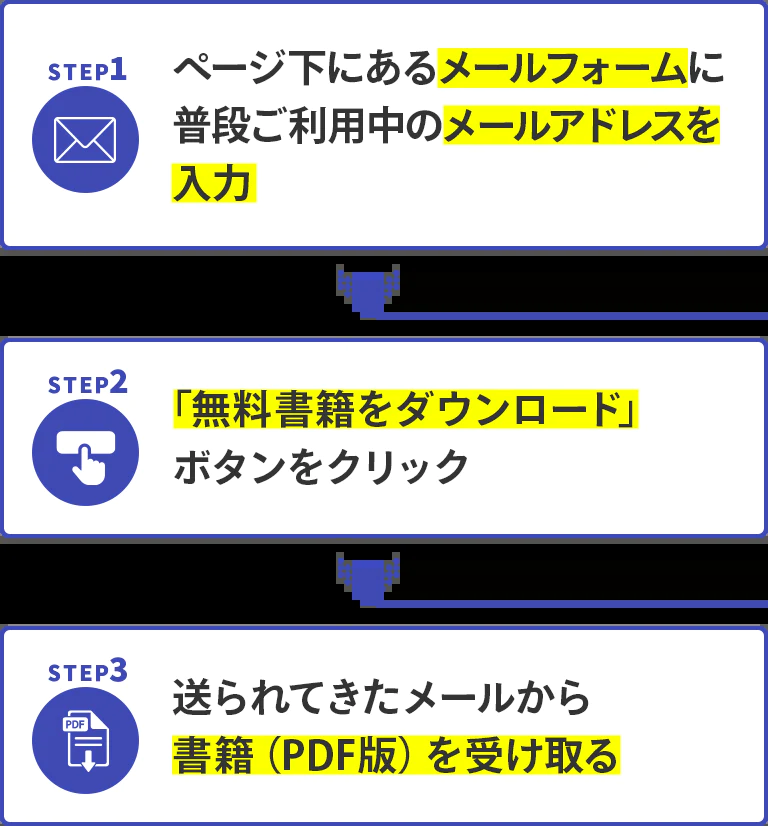 STEP1
ページ下にあるメールフォームに
普段ご利用中のメールアドレスを
入力
STEP2
「無料書籍をダウンロード」
ボタンをクリック
STEP3
PDF
送られてきたメールから
書籍（PDF版）を受け取る